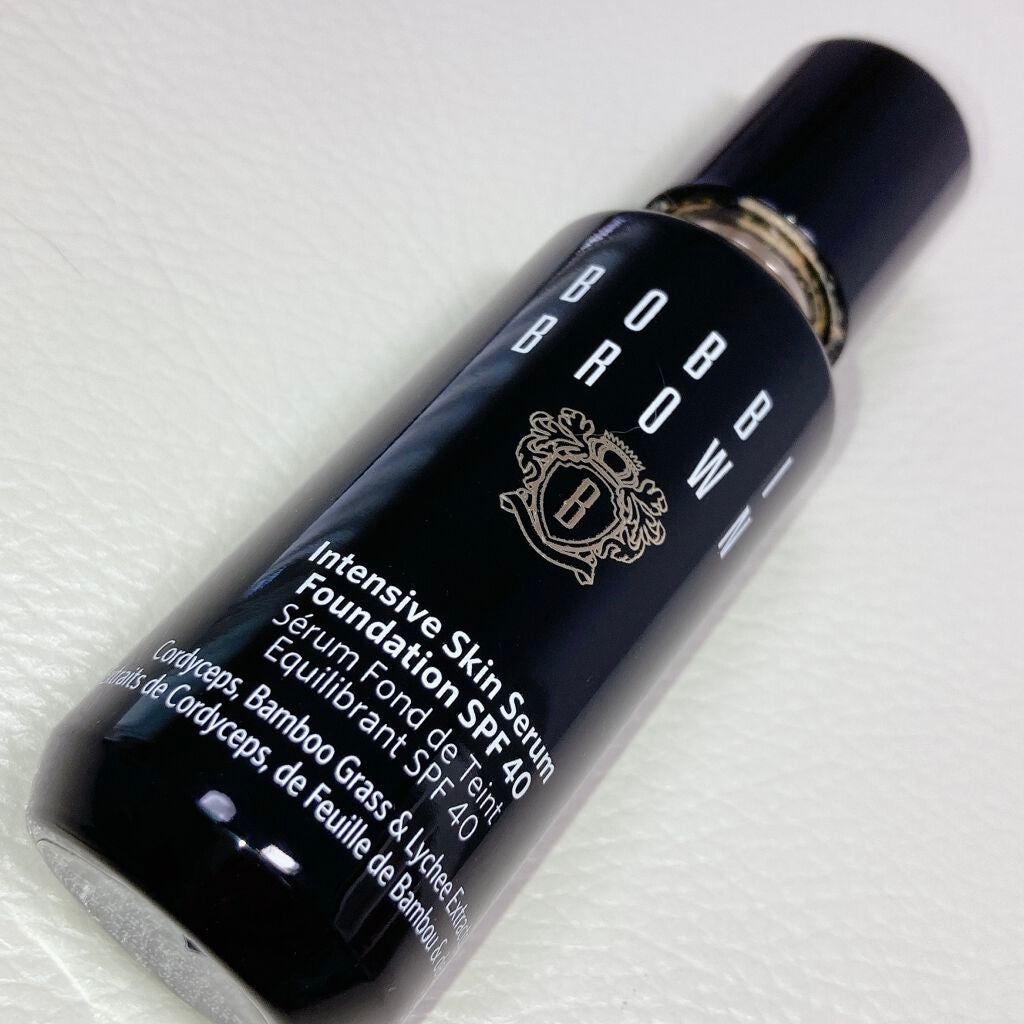 BOBBI
BROWN
B
Intensive Skin Serum
Foundation SPF 40
Sérum Fond de Teint
Equilibrant SPF 40
Cordyceps, Bamboo Grass & Lychee
de Cordyceps, de Feuille de Bambou &